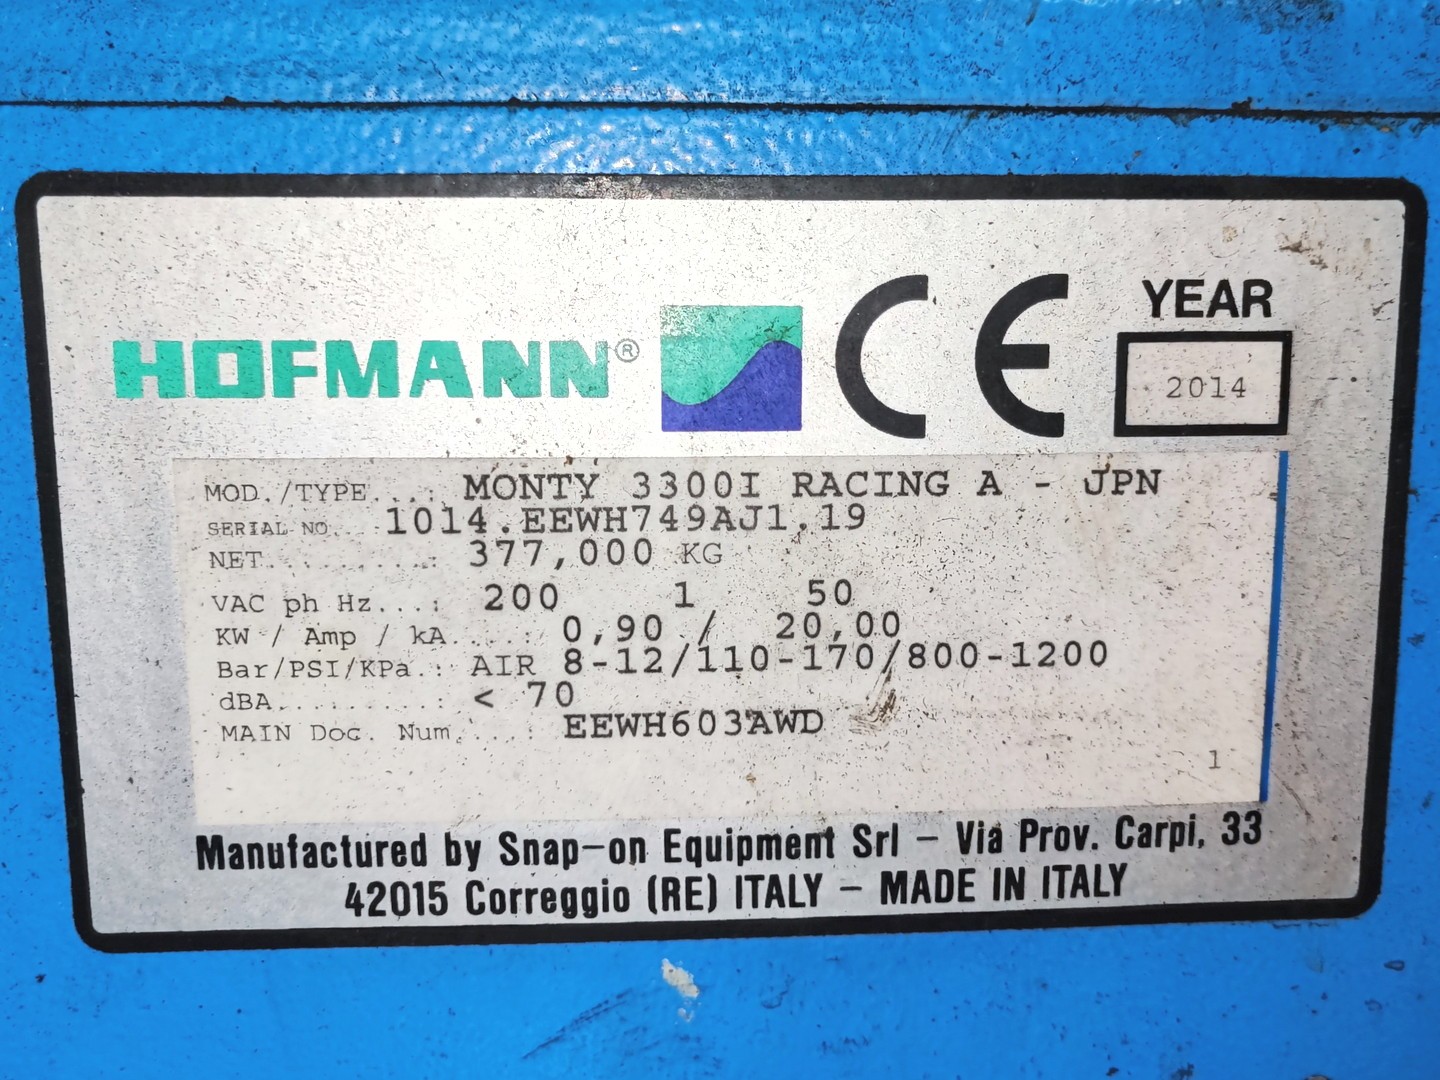 HOFMANN® CE YEAR
2014
MOD./TYPE...: MONTY 3300I RACING A - JPN
SERIAL NO... 1014.EEWH749AJ1.19
NET.........: 377,000 KG
VAC ph Hz...: 200 1 50
KW / Amp / kA....: 0,90 / 20,00
Bar/PSI/KPa.: AIR 8-12/110-170/800-1200
dBA.........: < 70
MAIN Doc. Num....: EEWH603AWD
1
Manufactured by Snap-on Equipment Srl - Via Prov. Carpi, 33
42015 Correggio (RE) ITALY - MADE IN ITALY